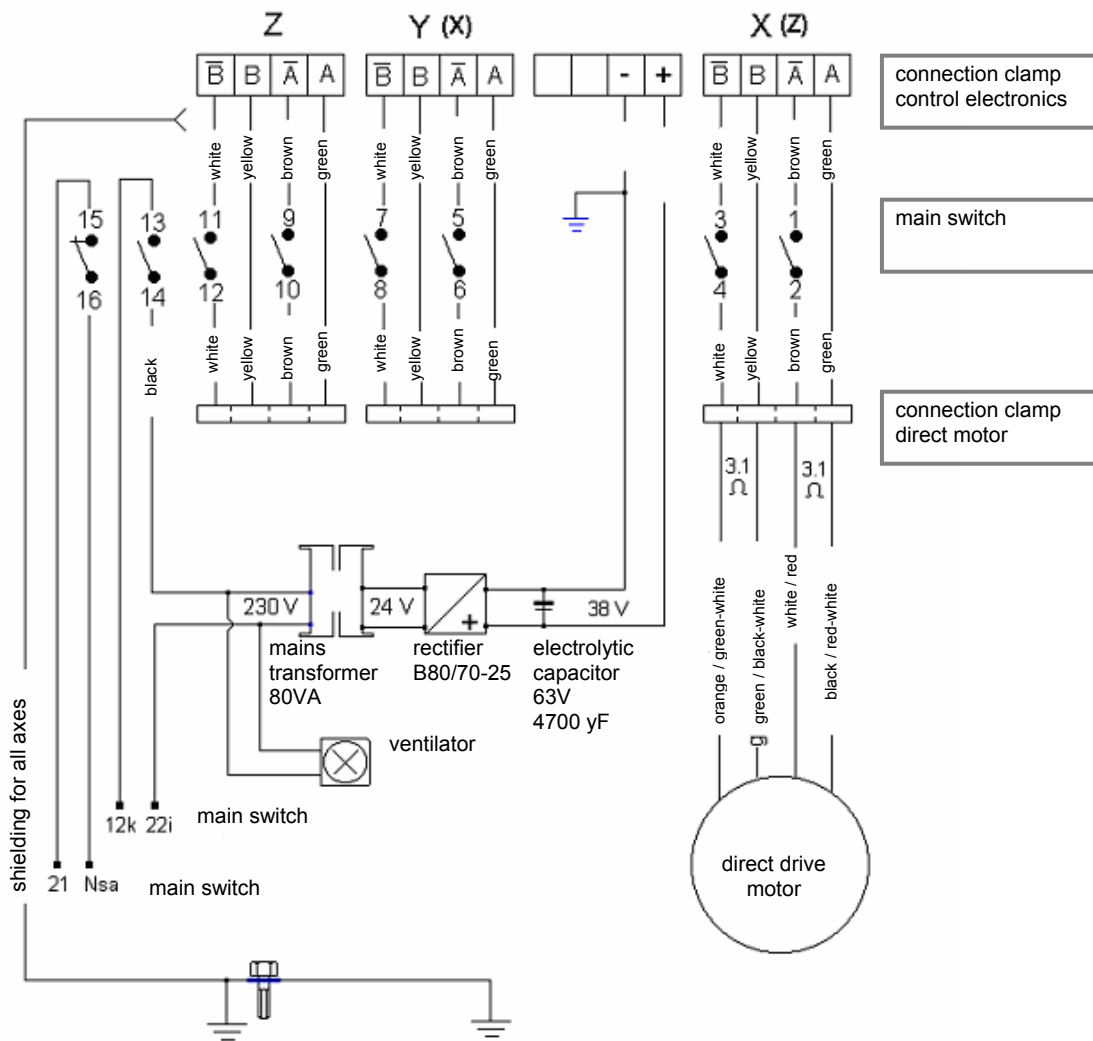 Z
Y (X)
X (Z)
B̅ B A̅ A
B̅ B A̅ A
- +
B̅ B A̅ A
connection clamp
control electronics
white
yellow
brown
green
white
yellow
brown
green
white
yellow
brown
green
15
13
11
9
7
5
3
1
main switch
16
14
12
10
8
6
4
2
black
white
yellow
brown
green
white
yellow
brown
green
white
yellow
brown
green
connection clamp
direct motor
3.1
Ω
3.1
Ω
230 V
24 V
+
38 V
mains
transformer
80VA
rectifier
B80/70-25
electrolytic
capacitor
63V
4700 yF
orange / green-white
g green / black-white
white / red
black / red-white
ventilator
shielding for all axes
12k
22i
main switch
21
Nsa
main switch
direct drive
motor